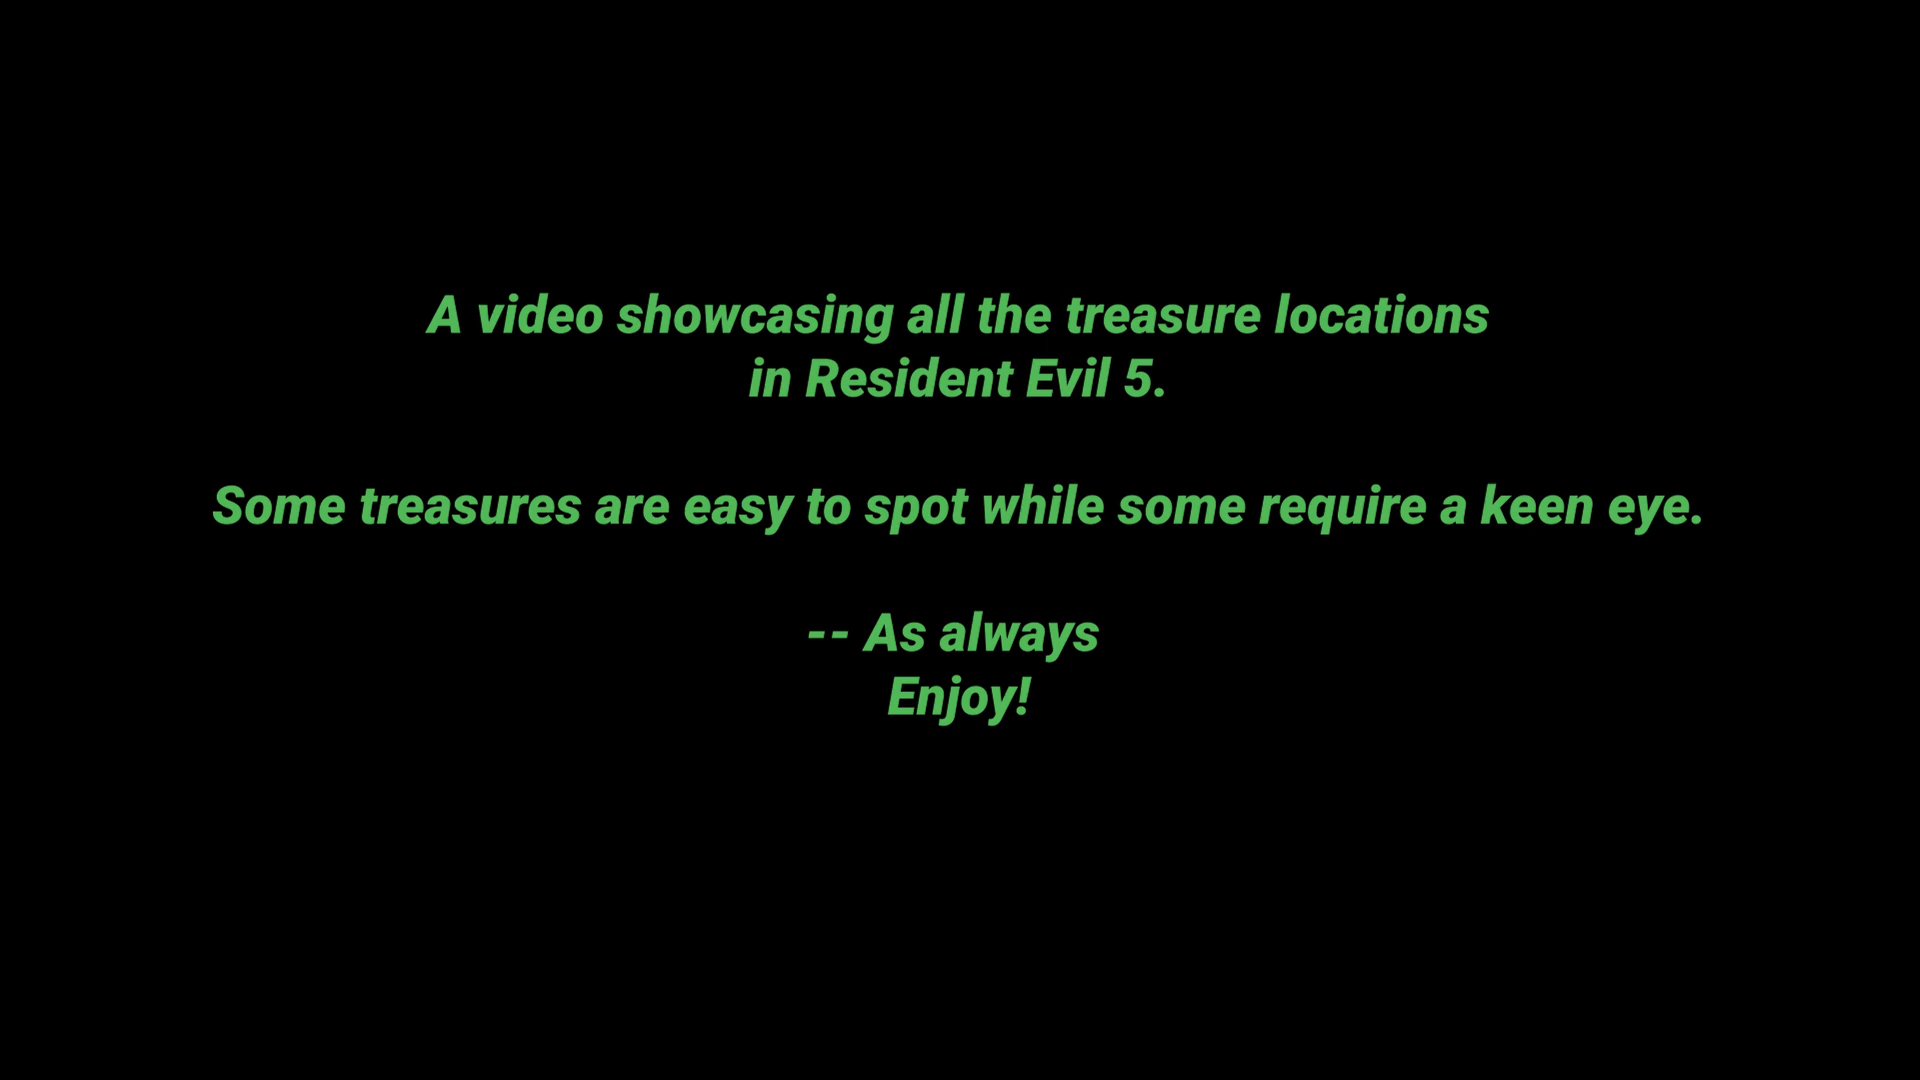 A video showcasing all the treasure locations
in Resident Evil 5.
Some treasures are easy to spot while some require a keen eye.
-- As always
Enjoy!